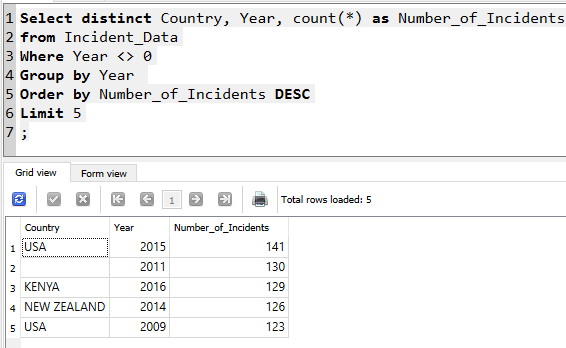 1 Select distinct Country, Year, count(*) as Number_of_Incidents
2 from Incident_Data
3 Where Year <> 0
4 Group by Year
5 Order by Number_of_Incidents DESC
6 Limit 5
7 ;
Grid view Form view
1 Total rows loaded: 5
Country Year Number_of_Incidents
1 USA 2015 141
2 2011 130
3 KENYA 2016 129
4 NEW ZEALAND 2014 126
5 USA 2009 123